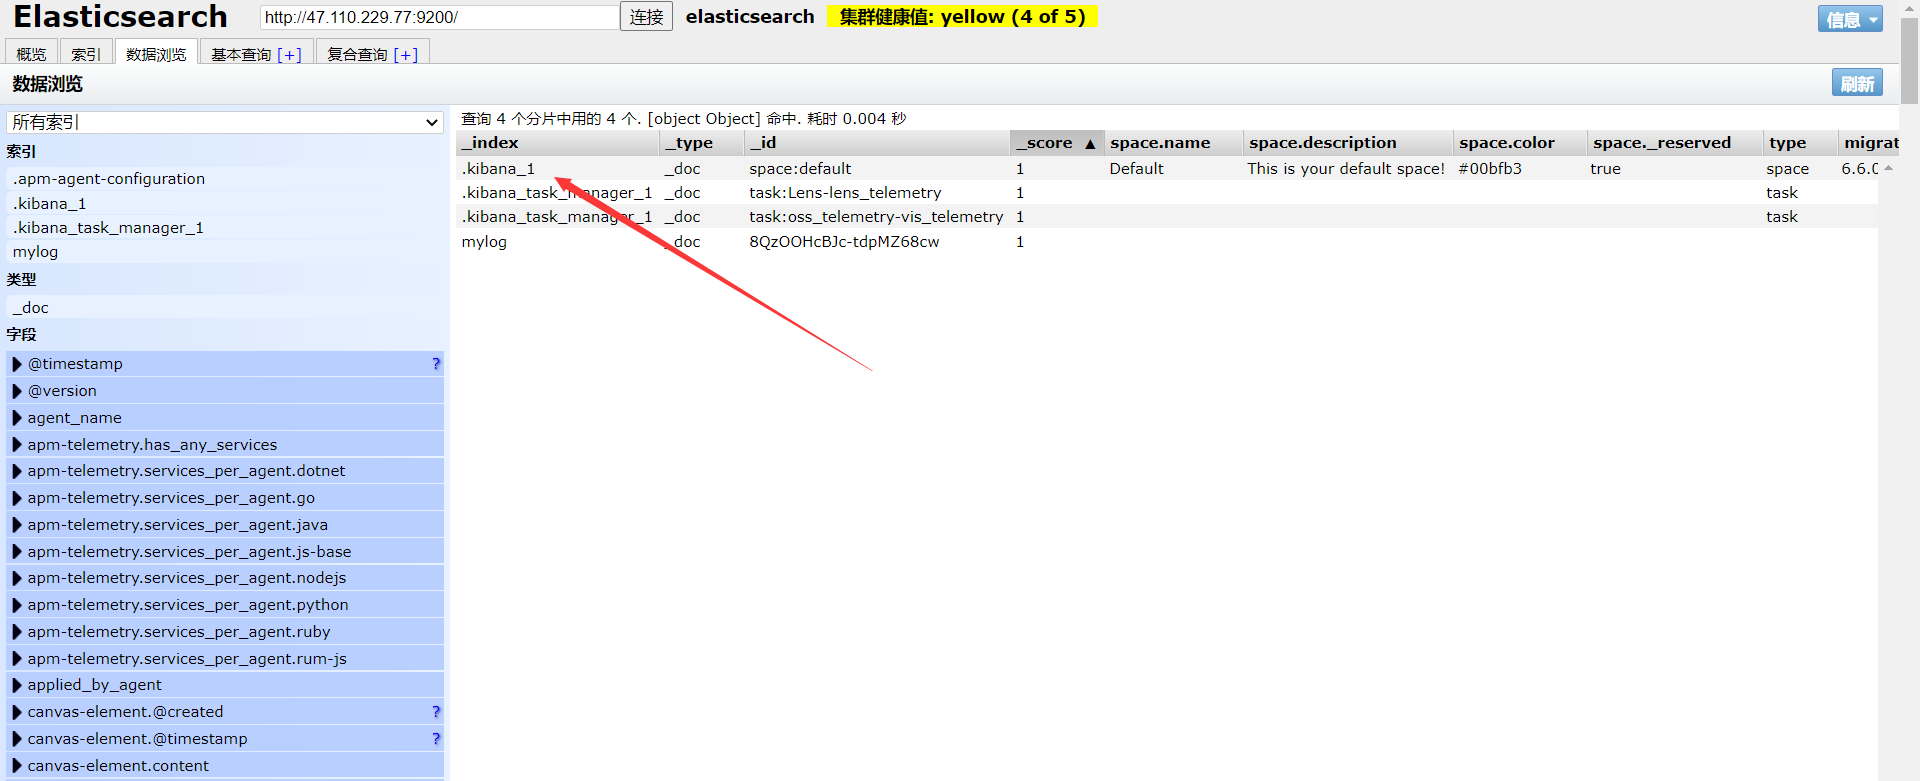 Elasticsearch http://47.110.229.77:9200/ 连接 elasticsearch 集群健康值: yellow (4 of 5) 信息
概览 索引 数据浏览 基本查询 [+] 复合查询 [+]
数据浏览 刷新
所有索引
索引
.apm-agent-configuration
.kibana_1
.kibana_task_manager_1
mylog
类型
_doc
字段
@timestamp ?
@version
agent_name
apm-telemetry.has_any_services
apm-telemetry.services_per_agent.dotnet
apm-telemetry.services_per_agent.go
apm-telemetry.services_per_agent.java
apm-telemetry.services_per_agent.js-base
apm-telemetry.services_per_agent.nodejs
apm-telemetry.services_per_agent.python
apm-telemetry.services_per_agent.ruby
apm-telemetry.services_per_agent.rum-js
applied_by_agent
canvas-element.@created ?
canvas-element.@timestamp ?
canvas-element.content
查询 4 个分片中用的 4 个. [object Object] 命中. 耗时 0.004 秒
_index _type _id _score ▲ space.name space.description space.color space._reserved type migrat
.kibana_1 _doc space:default 1 Default This is your default space! #00bfb3 true space 6.6.0
.kibana_task_manager_1 _doc task:Lens-lens_telemetry 1 task
.kibana_task_manager_1 _doc task:oss_telemetry-vis_telemetry 1 task
mylog _doc 8QzOOHcBJc-tdpMZ68cw 1